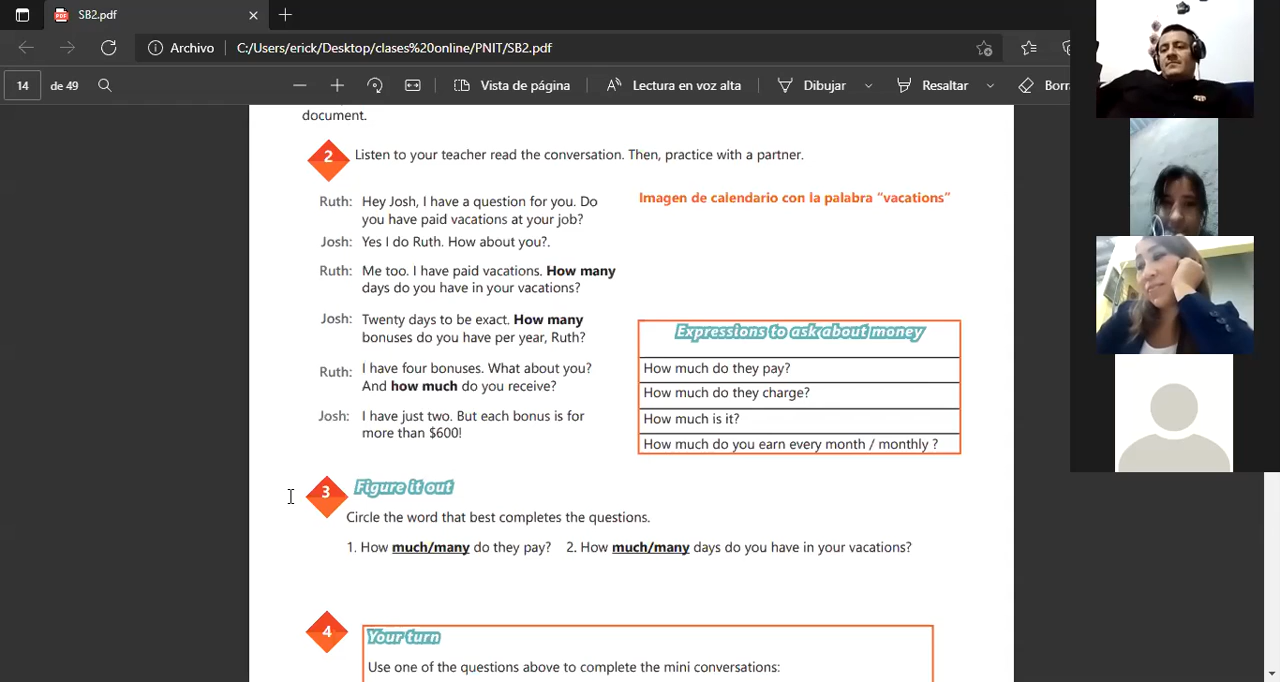 SB2.pdf
Archivo
C:/Users/erick/Desktop/clases%20online/PNIT/SB2.pdf
14
de 49
Vista de página
Lectura en voz alta
Dibujar
Resaltar
document.
2
Listen to your teacher read the conversation. Then, practice with a partner.
Ruth: Hey Josh, I have a question for you. Do
you have paid vacations at your job?
Josh: Yes I do Ruth. How about you?.
Ruth: Me too. I have paid vacations. How many
days do you have in your vacations?
Josh: Twenty days to be exact. How many
bonuses do you have per year, Ruth?
Ruth: I have four bonuses. What about you?
And how much do you receive?
Josh: I have just two. But each bonus is for
more than $600!
Imagen de calendario con la palabra “vacations”
Expressions to ask about money
How much do they pay?
How much do they charge?
How much is it?
How much do you earn every month / monthly ?
3
Figure it out
Circle the word that best completes the questions.
1. How much/many do they pay? 2. How much/many days do you have in your vacations?
4
Your turn
Use one of the questions above to complete the mini conversations: